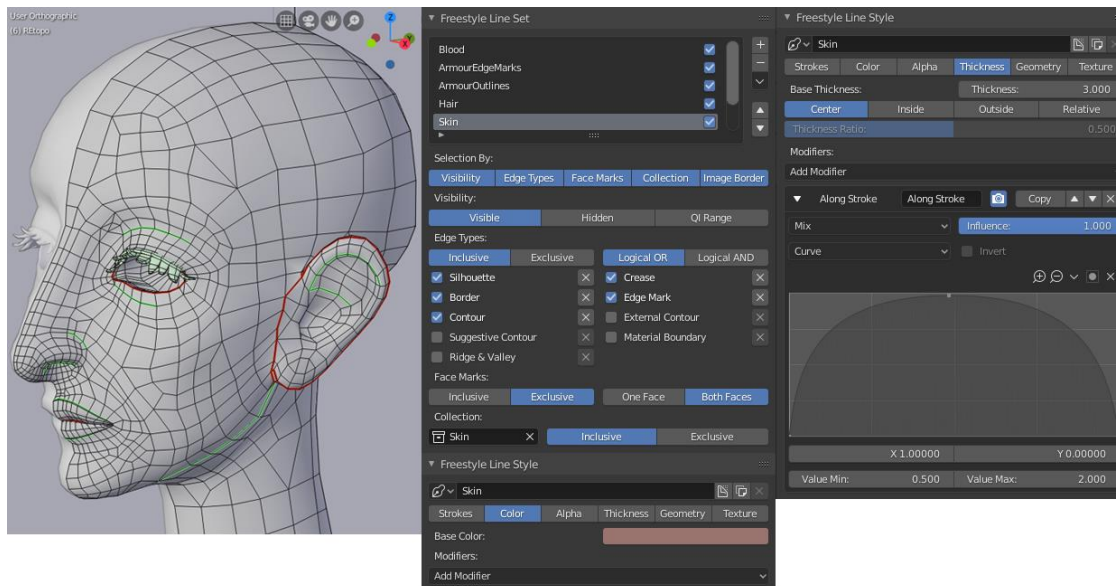 User Orthographic
(6) REtopo
Z
X
Freestyle Line Set
Blood
ArmourEdgeMarks
ArmourOutlines
Hair
Skin
Selection By:
Visibility Edge Types Face Marks Collection Image Border
Visibility:
Visible Hidden QI Range
Edge Types:
Inclusive Exclusive Logical OR Logical AND
Silhouette Crease
Border Edge Mark
Contour External Contour
Suggestive Contour Material Boundary
Ridge & Valley
Face Marks:
Inclusive Exclusive One Face Both Faces
Collection:
Skin Inclusive Exclusive
Freestyle Line Style
Skin
Strokes Color Alpha Thickness Geometry Texture
Base Color:
Modifiers:
Add Modifier
Freestyle Line Style
Skin
Strokes Color Alpha Thickness Geometry Texture
Base Thickness: Thickness: 3.000
Center Inside Outside Relative
Thickness Ratio: 0.500
Modifiers:
Add Modifier
Along Stroke Along Stroke Copy
Mix Influence: 1.000
Curve Invert
X 1.00000 Y 0.00000
Value Min: 0.500 Value Max: 2.000